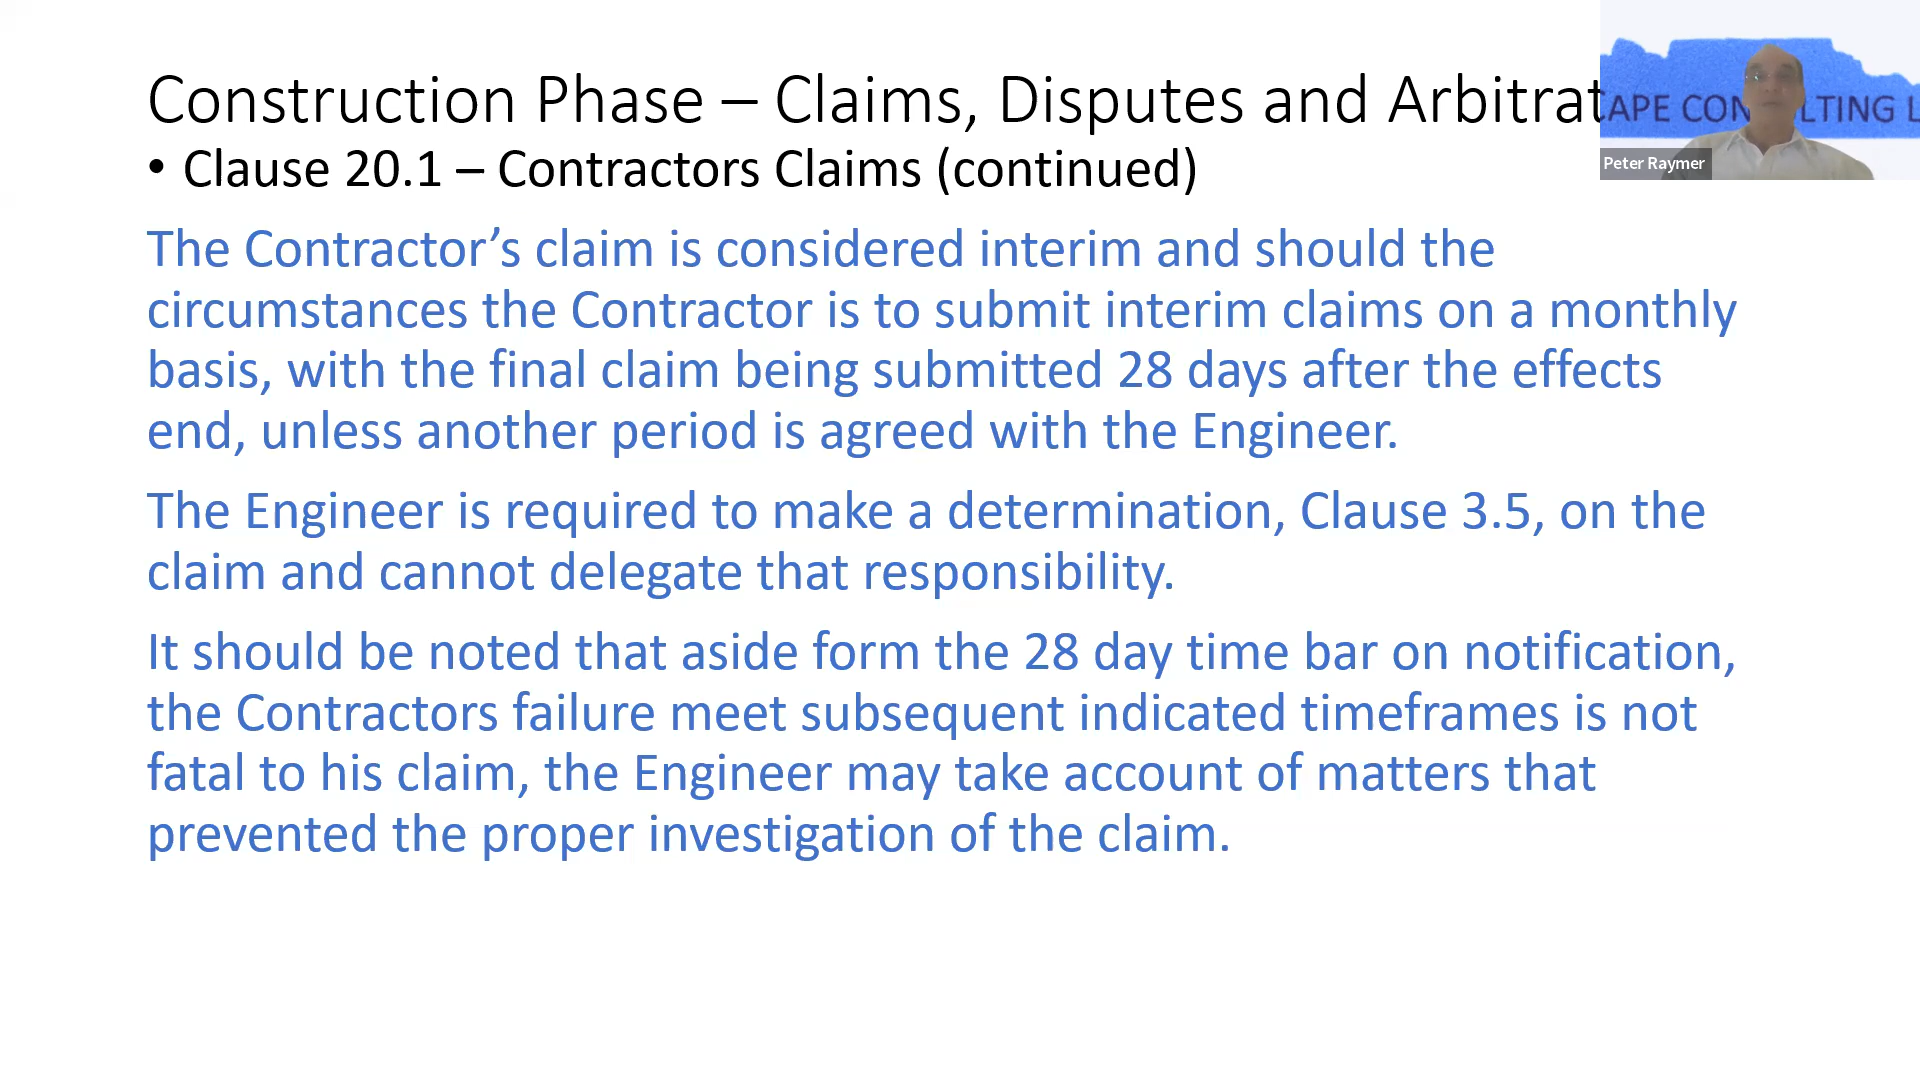 Construction Phase – Claims, Disputes and Arbitrat
APE CON LTING L
Peter Raymer
• Clause 20.1 – Contractors Claims (continued)
The Contractor’s claim is considered interim and should the
circumstances the Contractor is to submit interim claims on a monthly
basis, with the final claim being submitted 28 days after the effects
end, unless another period is agreed with the Engineer.
The Engineer is required to make a determination, Clause 3.5, on the
claim and cannot delegate that responsibility.
It should be noted that aside form the 28 day time bar on notification,
the Contractors failure meet subsequent indicated timeframes is not
fatal to his claim, the Engineer may take account of matters that
prevented the proper investigation of the claim.